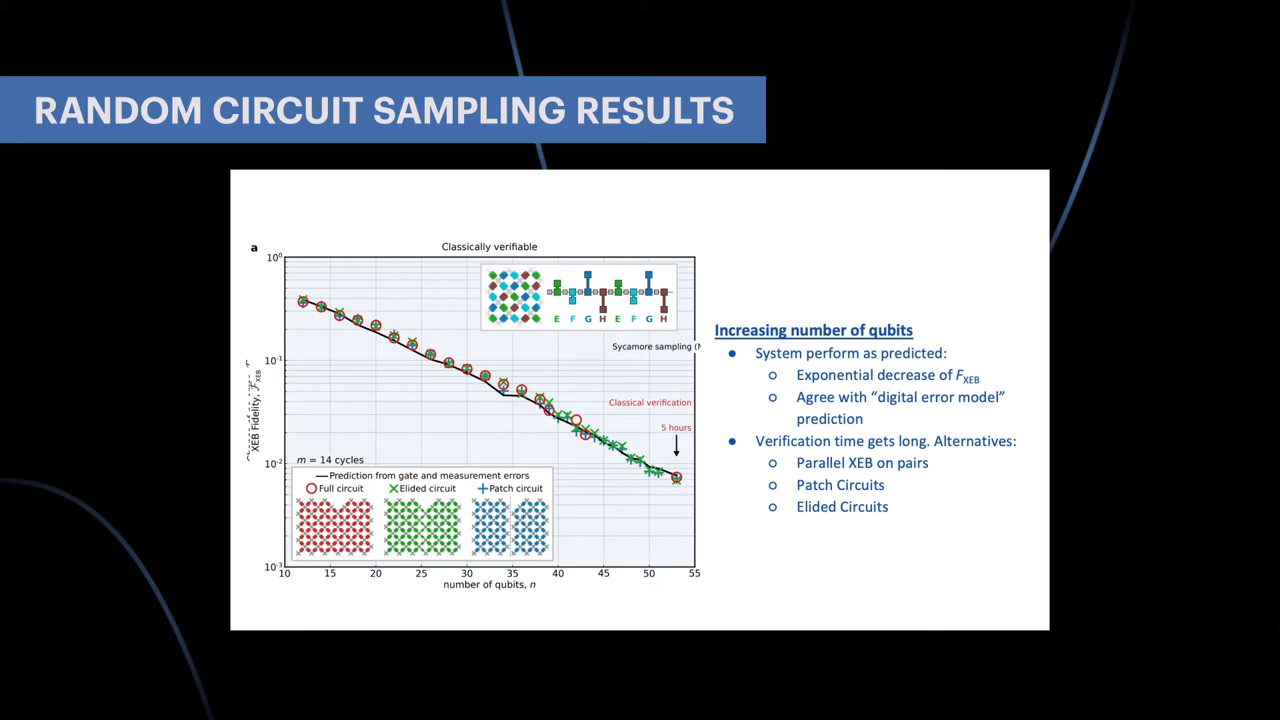 RANDOM CIRCUIT SAMPLING RESULTS
a
Classically verifiable
10⁰
10⁻¹
10⁻²
10⁻³
XEB Fidelity, ℱXEB
E F G H E F G H
Sycamore sampling (
Classical verification
5 hours
m = 14 cycles
Prediction from gate and measurement errors
Full circuit Elided circuit Patch circuit
10 15 20 25 30 35 40 45 50 55
number of qubits, n
Increasing number of qubits
● System perform as predicted:
○ Exponential decrease of FXEB
○ Agree with “digital error model”
prediction
● Verification time gets long. Alternatives:
○ Parallel XEB on pairs
○ Patch Circuits
○ Elided Circuits